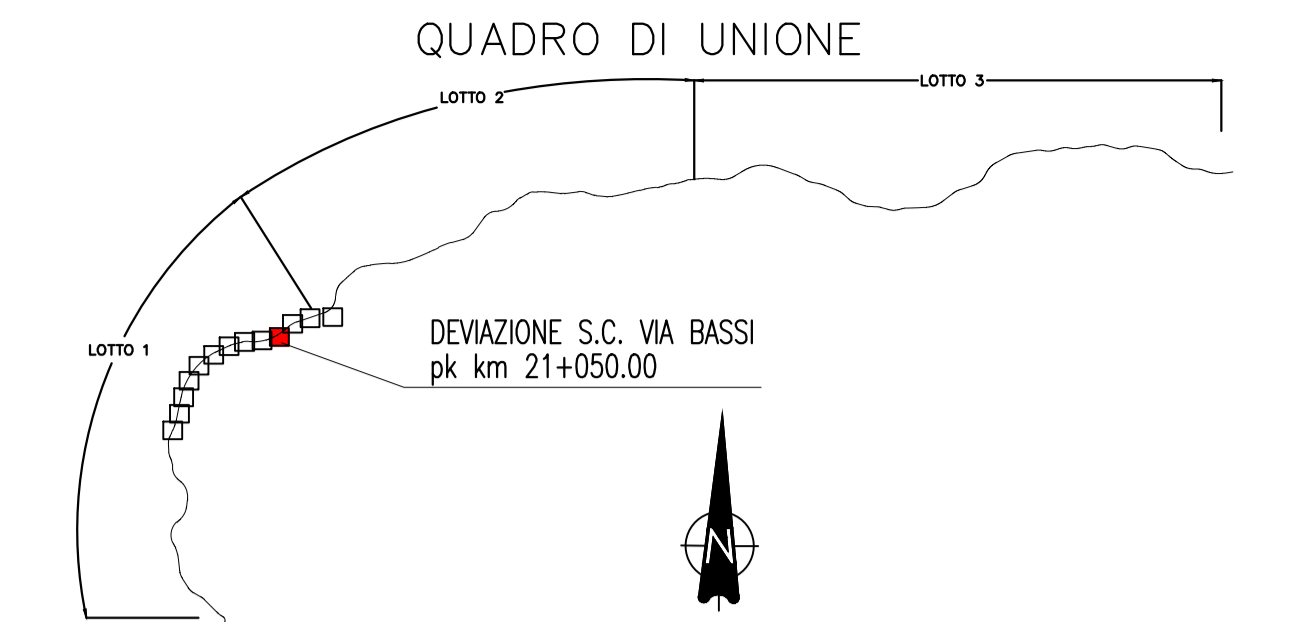 QUADRO DI UNIONE
LOTTO 2
LOTTO 3
LOTTO 1
DEVIAZIONE S.C. VIA BASSI
pk km 21+050.00
N